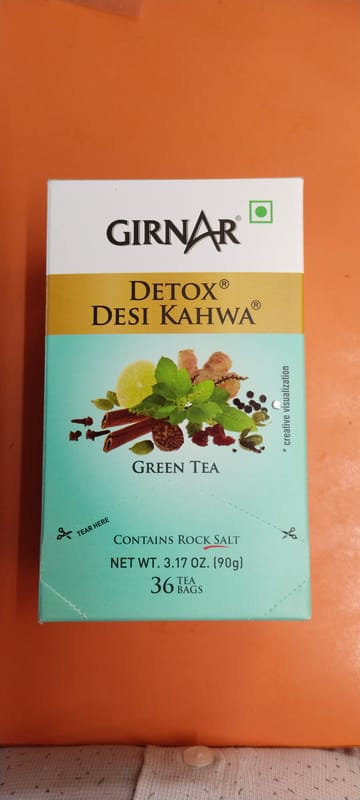 GIRNAR®
DETOX®
DESI KAHWA®
* creative visualization
GREEN TEA
TEAR HERE
CONTAINS ROCK SALT
NET WT. 3.17 OZ. (90g)
36 TEA BAGS